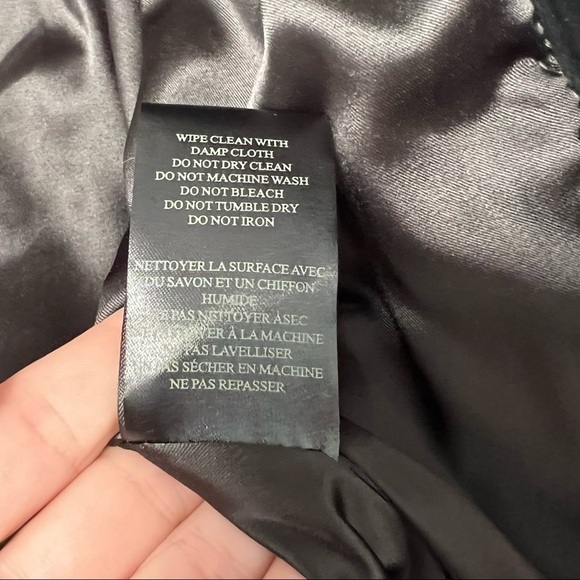 WIPE CLEAN WITH
DAMP CLOTH
DO NOT DRY CLEAN
DO NOT MACHINE WASH
DO NOT BLEACH
DO NOT TUMBLE DRY
DO NOT IRON
NETTOYER LA SURFACE AVEC
DU SAVON ET UN CHIFFON
HUMIDE
PAS NETTOYER ASEC
À LA MACHINE
PAS LAVELLISER
PAS SÉCHER EN MACHINE
NE PAS REPASSER